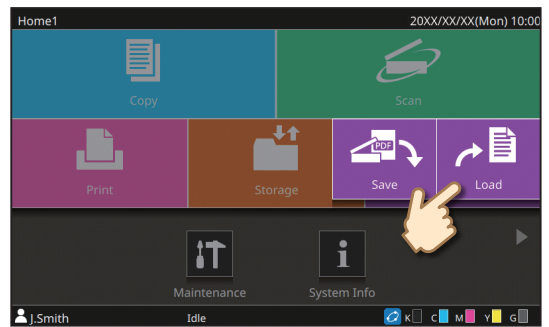 Home1 20XX/XX/XX(Mon) 10:00
Copy Scan
PDF
Print Storage Save Load
Maintenance System Info
J.Smith Idle K C M Y G